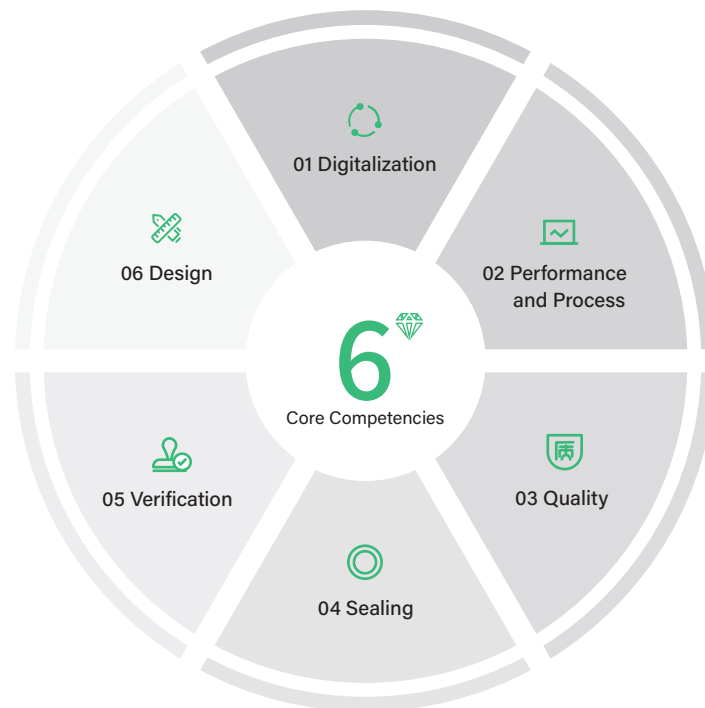 01 Digitalization
02 Performance
and Process
03 Quality
04 Sealing
05 Verification
06 Design
6
Core Competencies